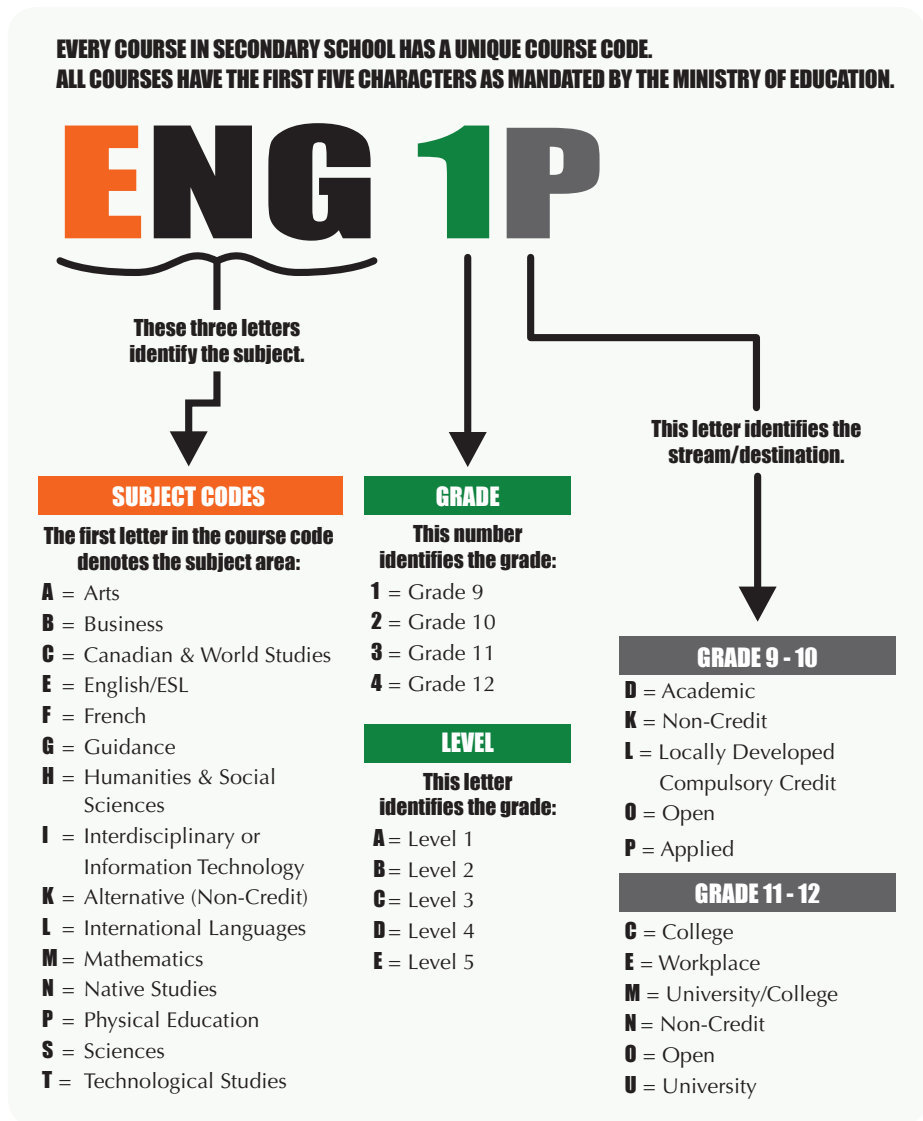 EVERY COURSE IN SECONDARY SCHOOL HAS A UNIQUE COURSE CODE.
ALL COURSES HAVE THE FIRST FIVE CHARACTERS AS MANDATED BY THE MINISTRY OF EDUCATION.
ENG 1P
These three letters
identify the subject.
This letter identifies the
stream/destination.
SUBJECT CODES
The first letter in the course code
denotes the subject area:
A = Arts
B = Business
C = Canadian & World Studies
E = English/ESL
F = French
G = Guidance
H = Humanities & Social
Sciences
I = Interdisciplinary or
Information Technology
K = Alternative (Non-Credit)
L = International Languages
M = Mathematics
N = Native Studies
P = Physical Education
S = Sciences
T = Technological Studies
GRADE
This number
identifies the grade:
1 = Grade 9
2 = Grade 10
3 = Grade 11
4 = Grade 12
LEVEL
This letter
identifies the grade:
A = Level 1
B = Level 2
C = Level 3
D = Level 4
E = Level 5
GRADE 9 - 10
D = Academic
K = Non-Credit
L = Locally Developed
Compulsory Credit
O = Open
P = Applied
GRADE 11 - 12
C = College
E = Workplace
M = University/College
N = Non-Credit
O = Open
U = University